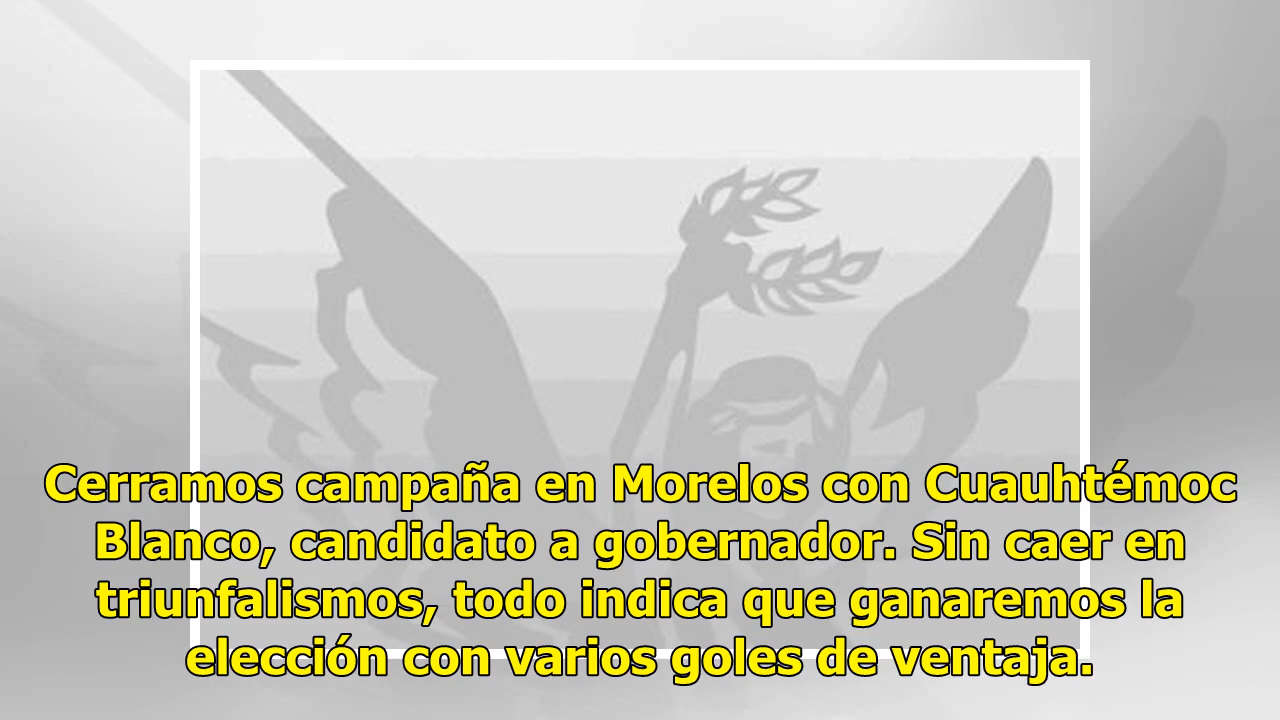 Cerramos campaña en Morelos con Cuauhtémoc
Blanco, candidato a gobernador. Sin caer en
triunfalismos, todo indica que ganaremos la
elección con varios goles de ventaja.